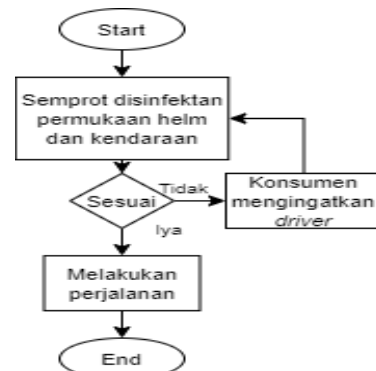 Start
Semprot disinfektan
permukaan helm
dan kendaraan
Sesuai
Tidak
Konsumen
mengingatkan
driver
Iya
Melakukan
perjalanan
End